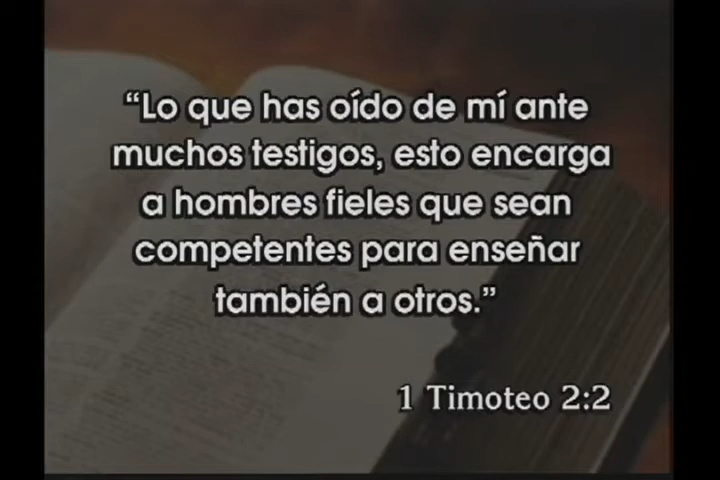 “Lo que has oído de mí ante
muchos testigos, esto encarga
a hombres fieles que sean
competentes para enseñar
también a otros.”
1 Timoteo 2:2